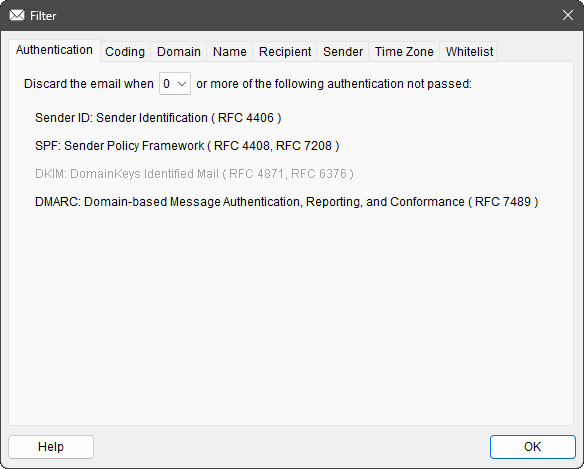 Filter
Authentication Coding Domain Name Recipient Sender Time Zone Whitelist
Discard the email when 0 or more of the following authentication not passed:
Sender ID: Sender Identification ( RFC 4406 )
SPF: Sender Policy Framework ( RFC 4408, RFC 7208 )
DKIM: DomainKeys Identified Mail ( RFC 4871, RFC 6376 )
DMARC: Domain-based Message Authentication, Reporting, and Conformance ( RFC 7489 )
Help OK